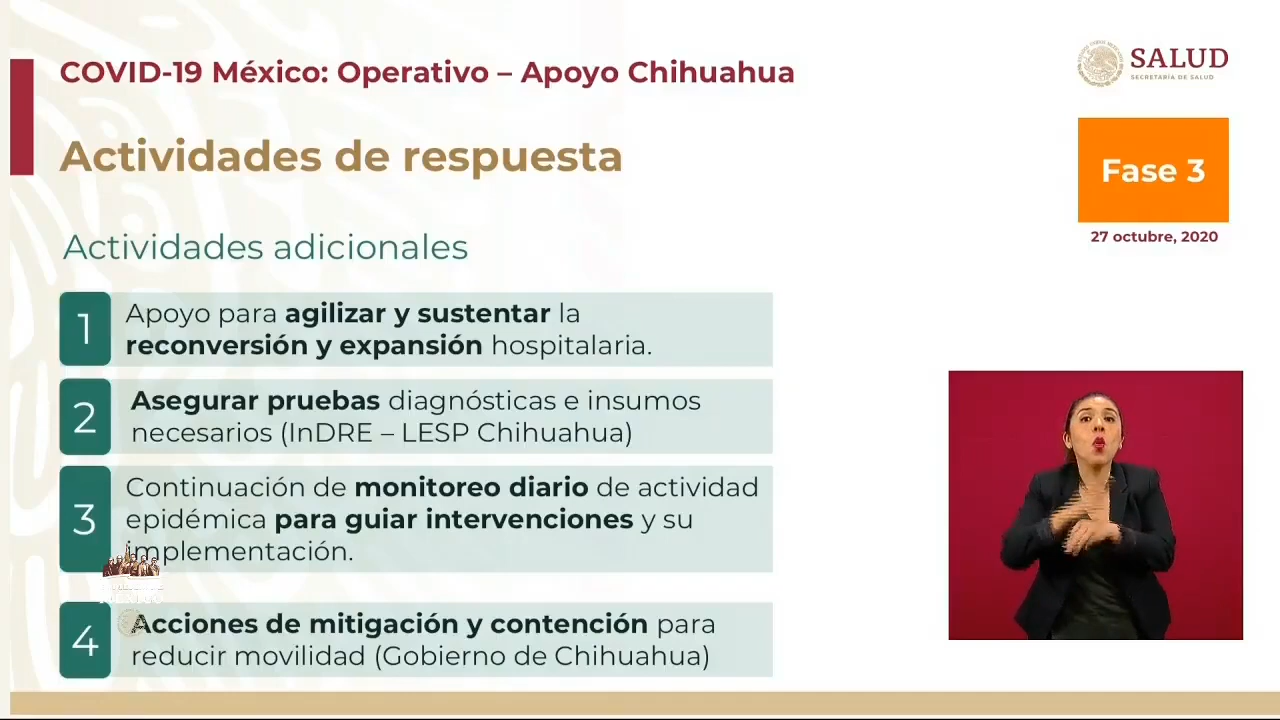 COVID-19 México: Operativo – Apoyo Chihuahua
SALUD
SECRETARÍA DE SALUD
Actividades de respuesta
Fase 3
27 octubre, 2020
Actividades adicionales
1
Apoyo para agilizar y sustentar la
reconversión y expansión hospitalaria.
2
Asegurar pruebas diagnósticas e insumos
necesarios (InDRE – LESP Chihuahua)
3
Continuación de monitoreo diario de actividad
epidémica para guiar intervenciones y su
implementación.
4
Acciones de mitigación y contención para
reducir movilidad (Gobierno de Chihuahua)